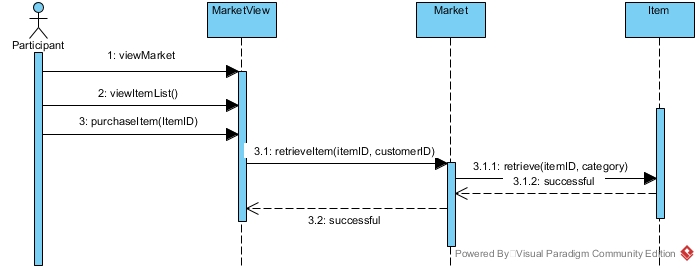 MarketView
Market
Item
Participant
1: viewMarket
2: viewItemList()
3: purchaseItem(ItemID)
3.1: retrieveItem(itemID, customerID)
3.1.1: retrieve(itemID, category)
3.1.2: successful
3.2: successful
Powered By Visual Paradigm Community Edition